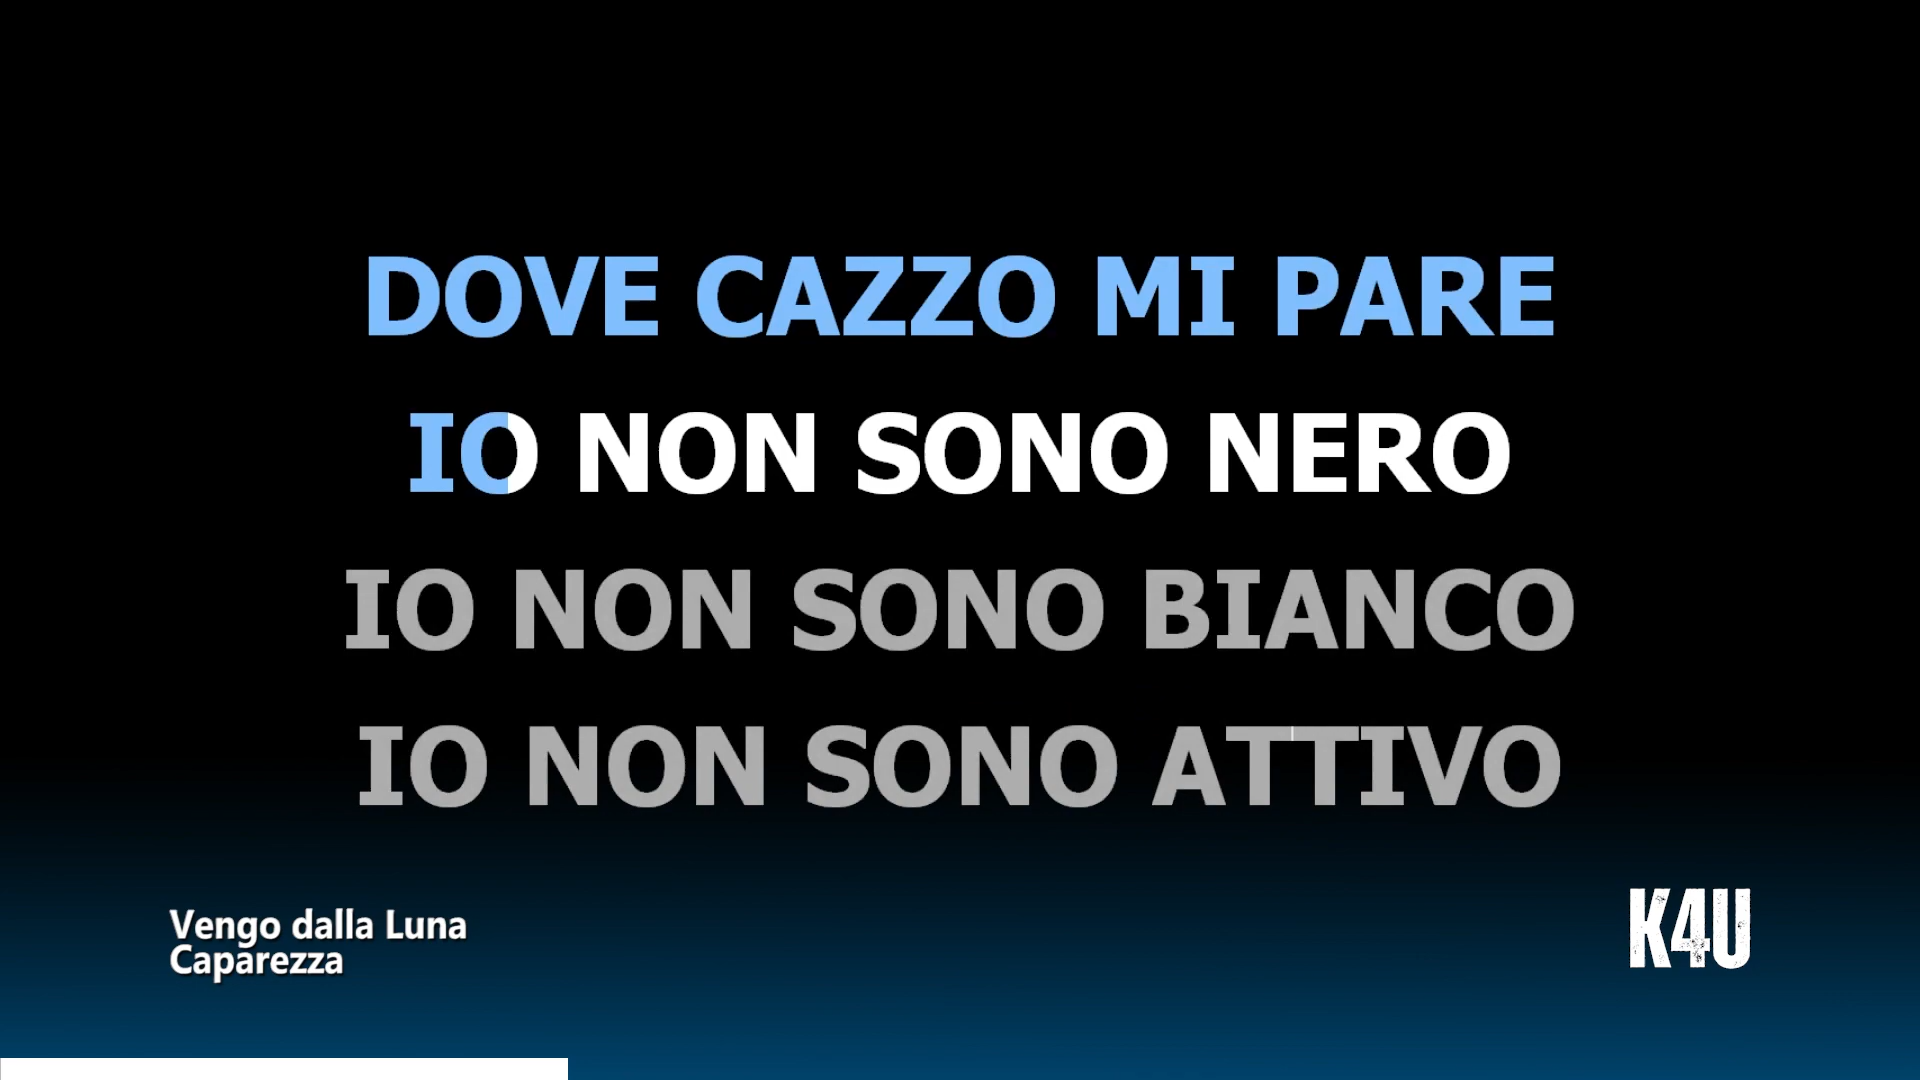 DOVE CAZZO MI PARE
IO NON SONO NERO
IO NON SONO BIANCO
IO NON SONO ATTIVO
Vengo dalla Luna
Caparezza
K4U